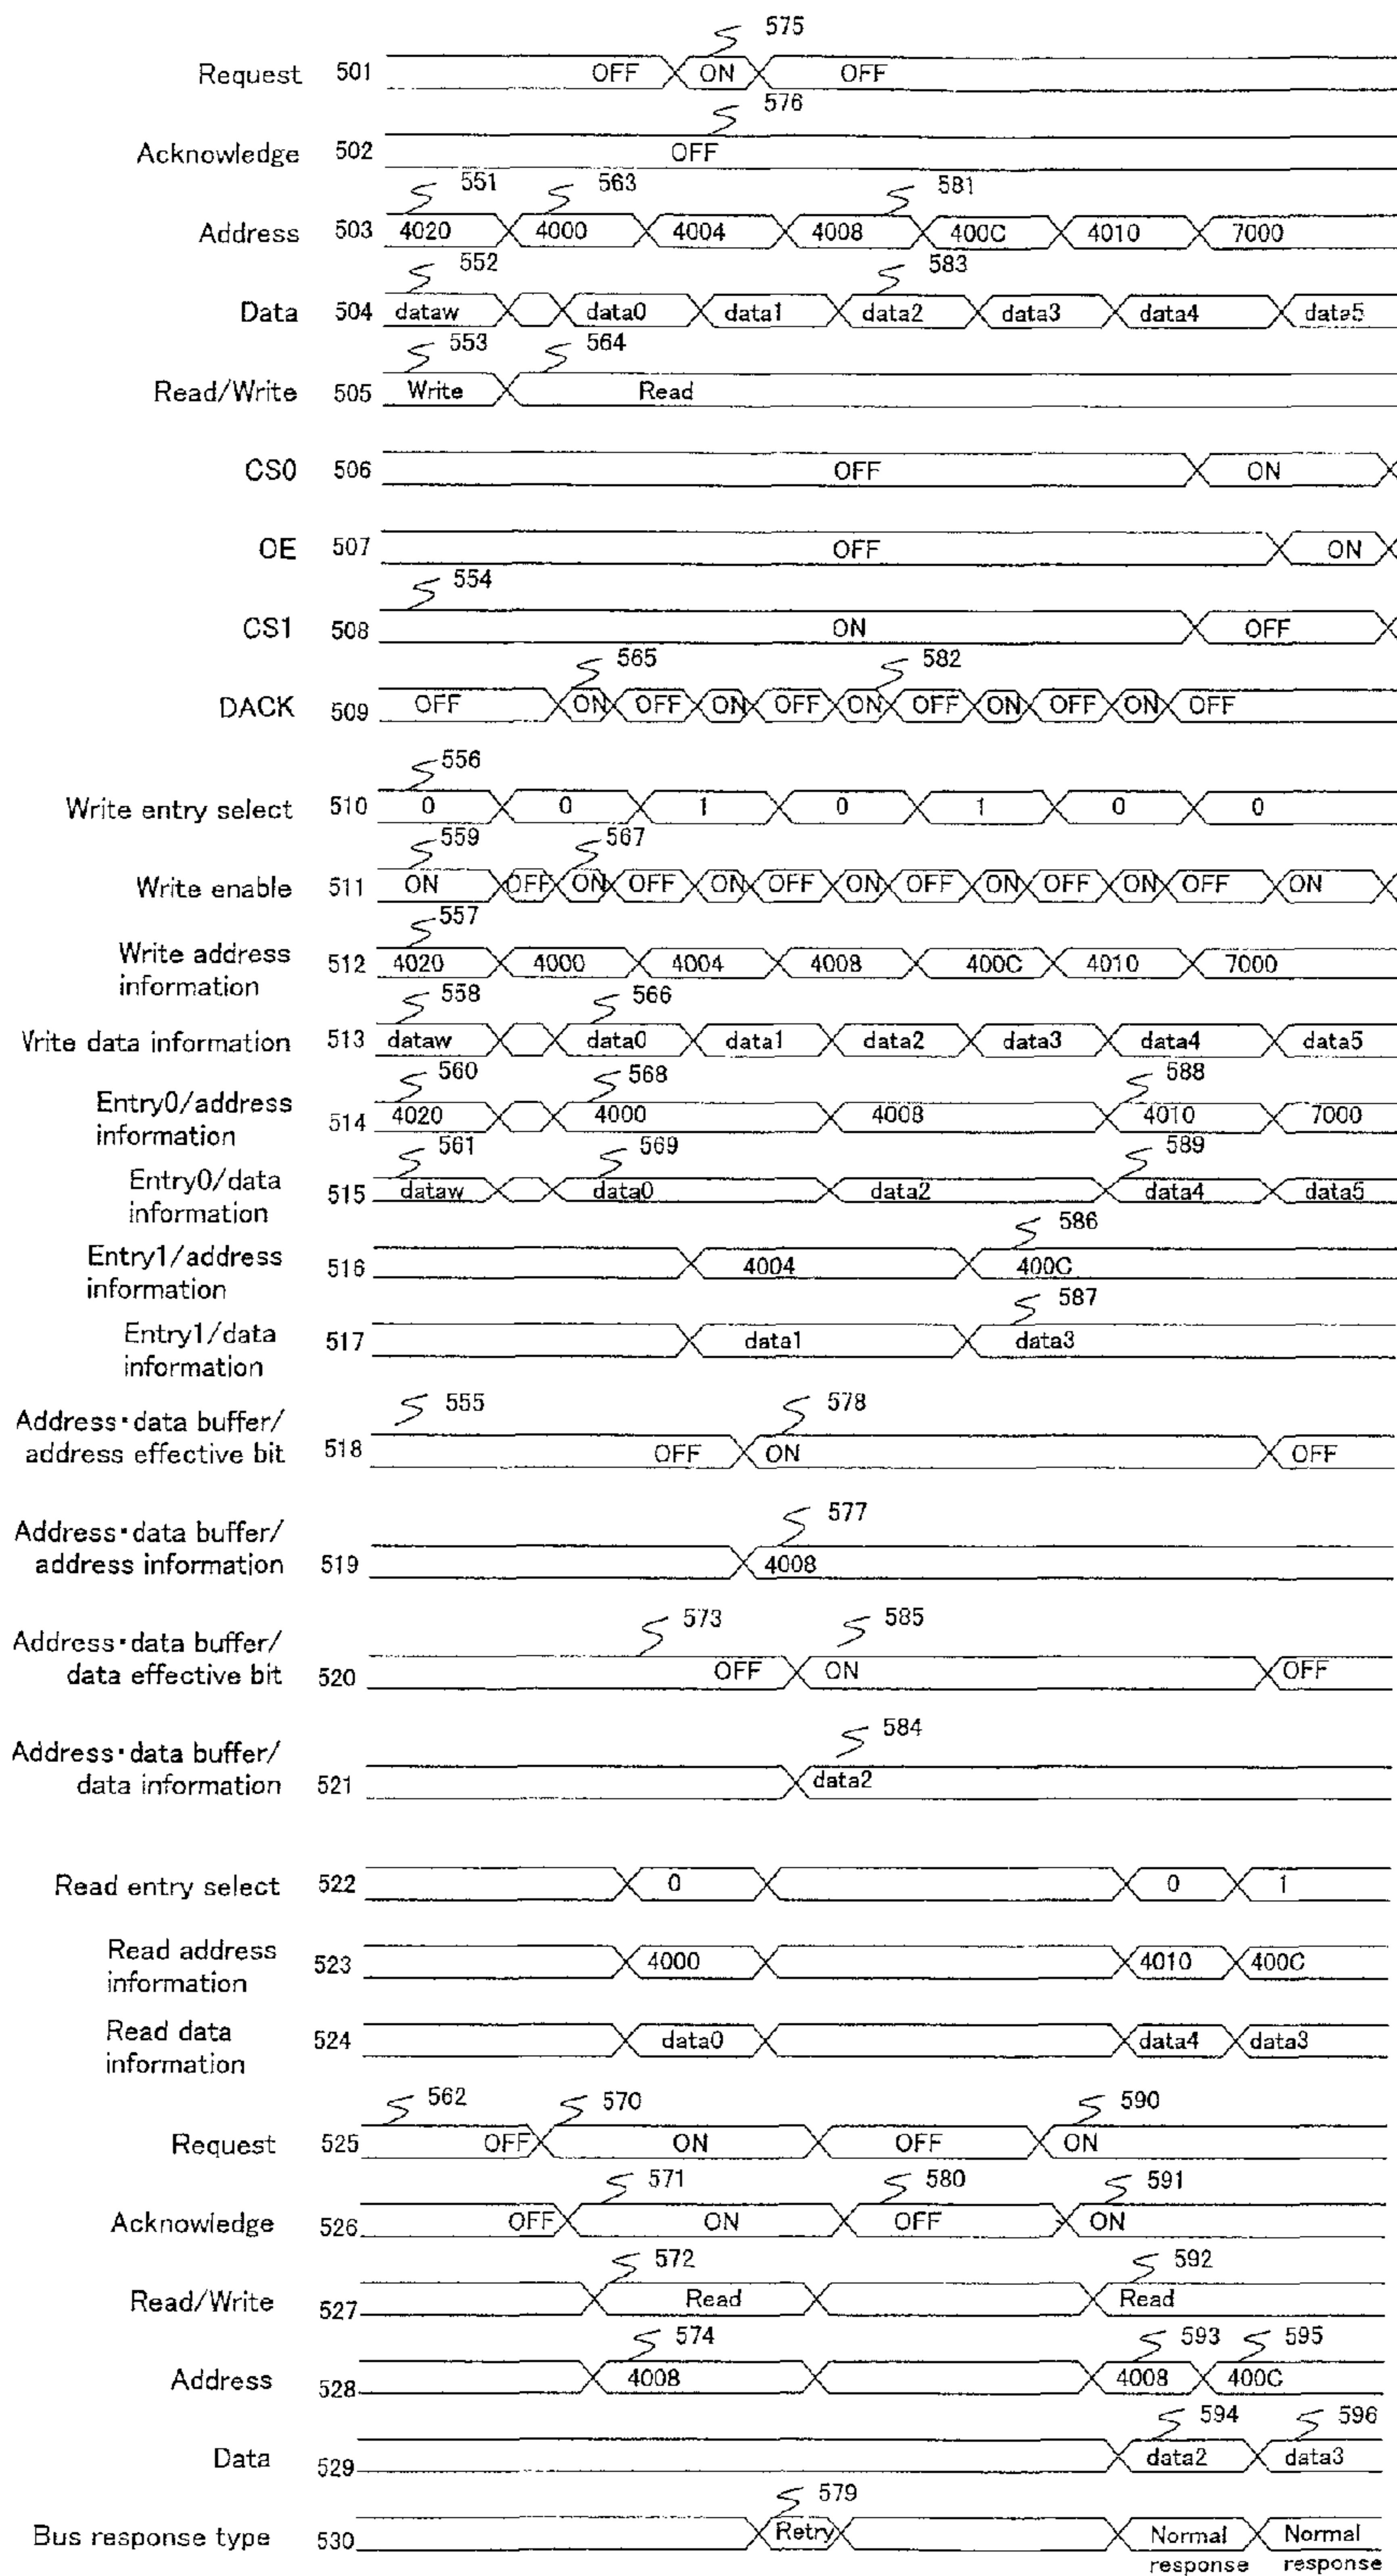 575
Request 501 OFF ON OFF
576
Acknowledge 502 OFF
551 563 581
Address 503 4020 4000 4004 4008 400C 4010 7000
552 583
Data 504 dataw data0 data1 data2 data3 data4 data5
553 564
Read/Write 505 Write Read
CS0 506 OFF ON
OE 507 OFF ON
554
CS1 508 ON OFF
565 582
DACK 509 OFF ON OFF ON OFF ON OFF ON OFF ON OFF
556
Write entry select 510 0 0 1 0 1 0 0
559 567
Write enable 511 ON OFF ON OFF ON OFF ON OFF ON OFF ON OFF ON
557
Write address
information 512 4020 4000 4004 4008 400C 4010 7000
558 566
Write data information 513 dataw data0 data1 data2 data3 data4 data5
560 568 588
Entry0/address
information 514 4020 4000 4008 4010 7000
561 569 589
Entry0/data
information 515 dataw data0 data2 data4 data5
586
Entry1/address
information 516 4004 400C
587
Entry1/data
information 517 data1 data3
555 578
Address･data buffer/
address effective bit 518 OFF ON OFF
577
Address･data buffer/
address information 519 4008
573 585
Address･data buffer/
data effective bit 520 OFF ON OFF
584
Address･data buffer/
data information 521 data2
Read entry select 522 0 0 1
Read address
information 523 4000 4010 400C
Read data
information 524 data0 data4 data3
562 570 590
Request 525 OFF ON OFF ON
571 580 591
Acknowledge 526 OFF ON OFF ON
572 592
Read/Write 527 Read Read
574 593 595
Address 528 4008 4008 400C
594 596
Data 529 data2 data3
579
Bus response type 530 Retry Normal Normal
response response